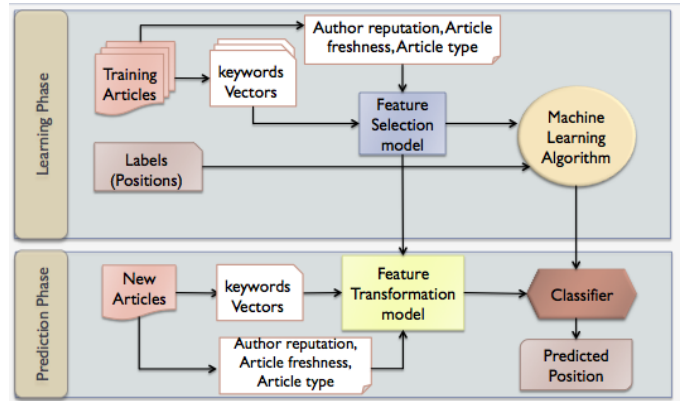 Learning Phase
Author reputation, Article
freshness, Article type
Training
Articles
keywords
Vectors
Feature
Selection
model
Machine
Learning
Algorithm
Labels
(Positions)
Prediction Phase
New
Articles
keywords
Vectors
Feature
Transformation
model
Classifier
Author reputation,
Article freshness,
Article type
Predicted
Position